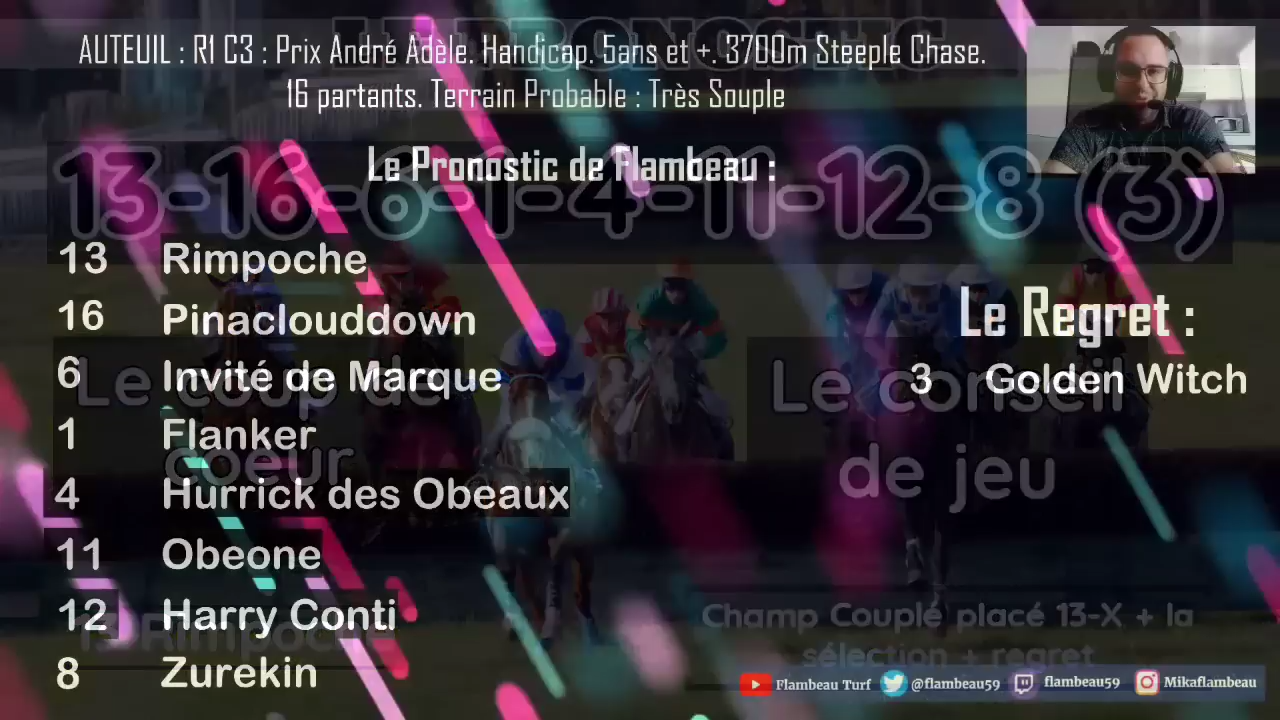 LE PRONOSTIC
AUTEUIL : R1 C3 : Prix André Adèle. Handicap. 5ans et +. 3700m Steeple Chase.
16 partants. Terrain Probable : Très Souple
Le Pronostic de Flambeau :
13-16-6-1-4-11-12-8 (3)
13 Rimpoche
16 Pinaclouddown
6 Invité de Marque
1 Flanker
4 Hurrick des Obeaux
11 Obeone
12 Harry Conti
8 Zurekin
Le Regret :
3 Golden Witch
Le coup de
coeur
13 Rimpoche
Le conseil
de jeu
Champ Couplé placé 13-X + la
sélection + regret
Flambeau Turf @flambeau59 flambeau59 Mikaflambeau